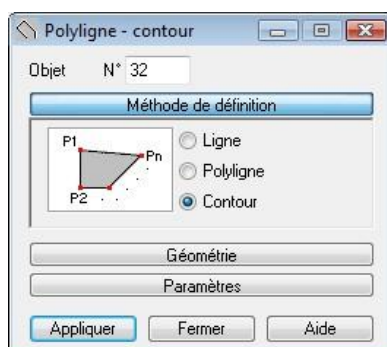 Polyligne - contour
Objet N° 32
Méthode de définition
P1
Pn
P2
Ligne
Polyligne
Contour
Géométrie
Paramètres
Appliquer Fermer Aide